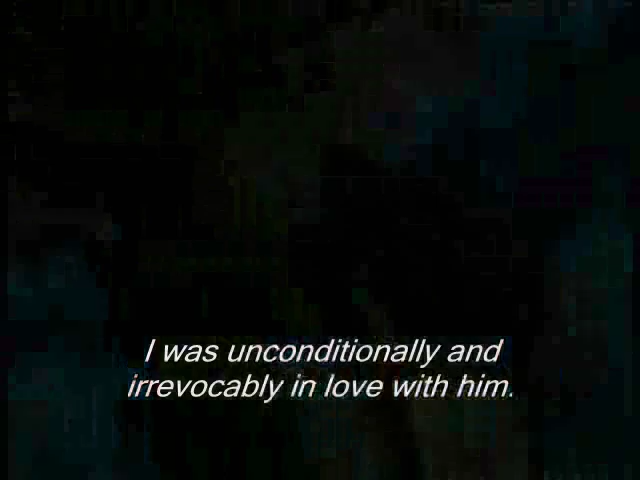 I was unconditionally and
irrevocably in love with him.